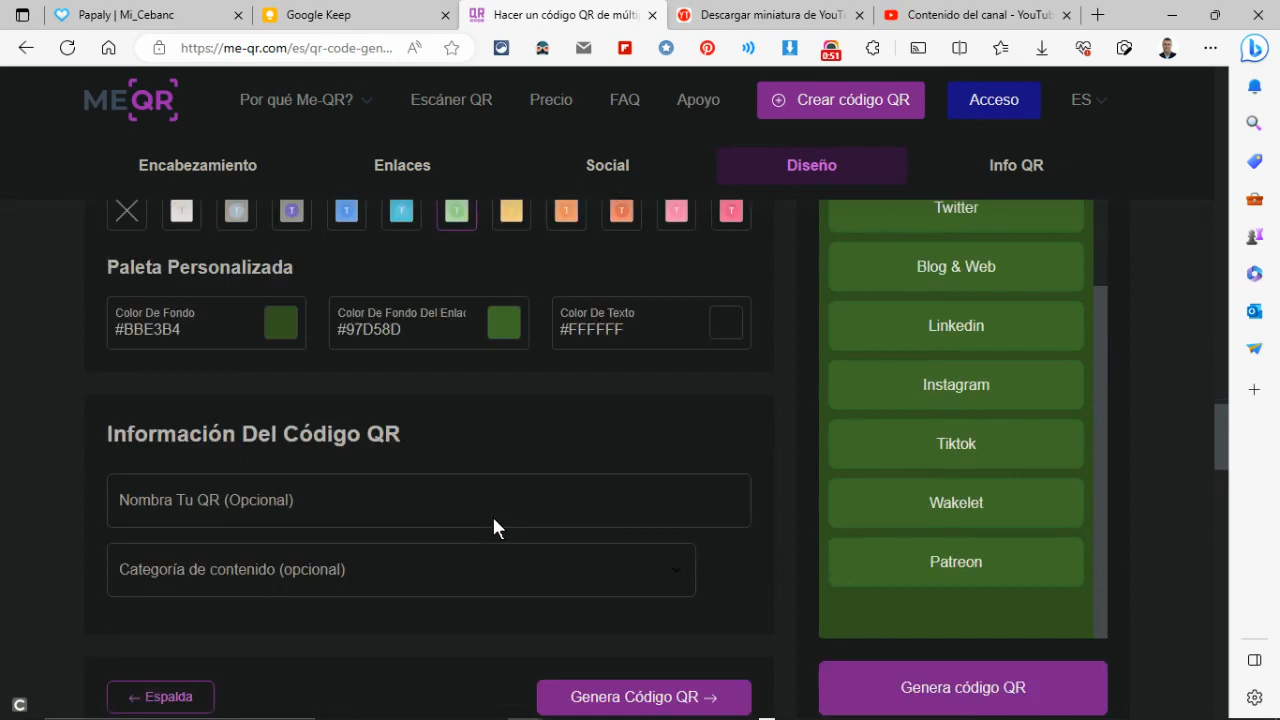 Papaly | Mi_Cebanc
Google Keep
Hacer un código QR de múltip
Descargar miniatura de YouTu
Contenido del canal - YouTube
https://me-qr.com/es/qr-code-gen...
0:51
MEQR
Por qué Me-QR?
Escáner QR
Precio
FAQ
Apoyo
Crear código QR
Acceso
ES
Encabezamiento
Enlaces
Social
Diseño
Info QR
T T T T T T T T T T T
Paleta Personalizada
Color De Fondo
#BBE3B4
Color De Fondo Del Enlac
#97D58D
Color De Texto
#FFFFFF
Información Del Código QR
Nombra Tu QR (Opcional)
Categoría de contenido (opcional)
← Espalda
Genera Código QR →
Twitter
Blog & Web
Linkedin
Instagram
Tiktok
Wakelet
Patreon
Genera código QR